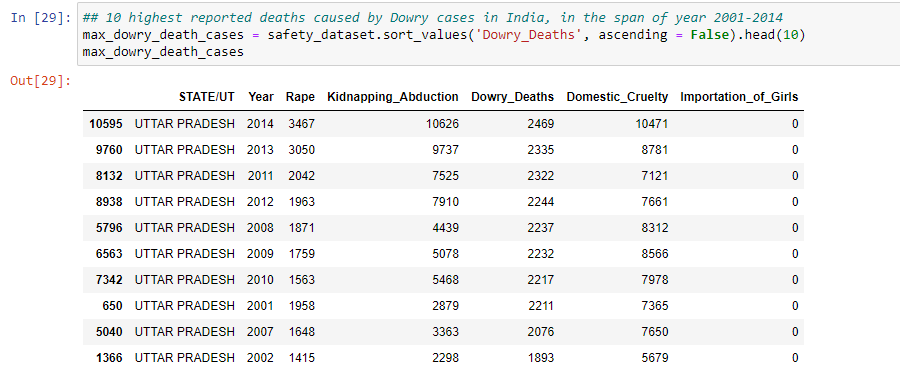 In [29]: ## 10 highest reported deaths caused by Dowry cases in India, in the span of year 2001-2014
max_dowry_death_cases = safety_dataset.sort_values('Dowry_Deaths', ascending = False).head(10)
max_dowry_death_cases
Out[29]:
STATE/UT Year Rape Kidnapping_Abduction Dowry_Deaths Domestic_Cruelty Importation_of_Girls
10595 UTTAR PRADESH 2014 3467 10626 2469 10471 0
9760 UTTAR PRADESH 2013 3050 9737 2335 8781 0
8132 UTTAR PRADESH 2011 2042 7525 2322 7121 0
8938 UTTAR PRADESH 2012 1963 7910 2244 7661 0
5796 UTTAR PRADESH 2008 1871 4439 2237 8312 0
6563 UTTAR PRADESH 2009 1759 5078 2232 8566 0
7342 UTTAR PRADESH 2010 1563 5468 2217 7978 0
650 UTTAR PRADESH 2001 1958 2879 2211 7365 0
5040 UTTAR PRADESH 2007 1648 3363 2076 7650 0
1366 UTTAR PRADESH 2002 1415 2298 1893 5679 0